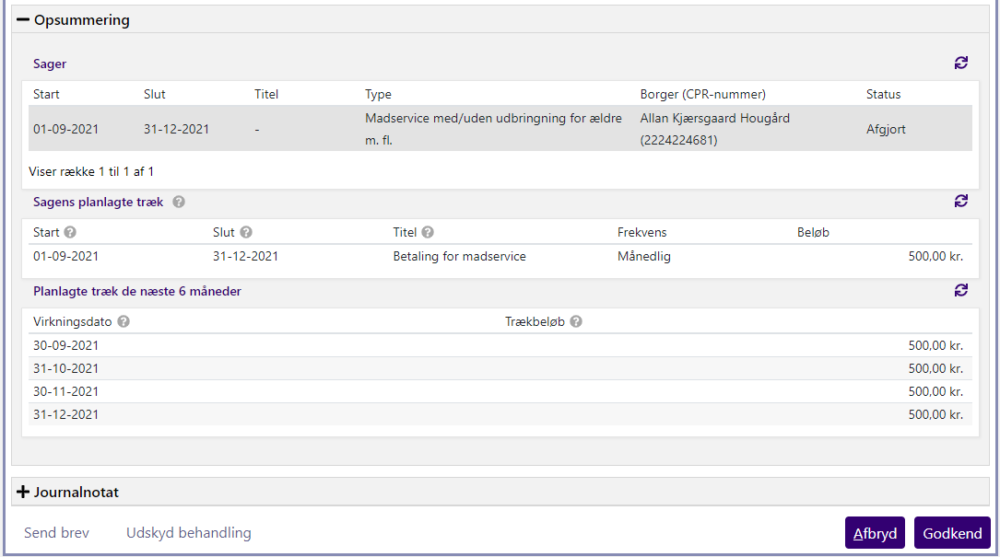 Opsummering
Sager
Start Slut Titel Type Borger (CPR-nummer) Status
01-09-2021 31-12-2021 - Madservice med/uden udbringning for ældre m. fl. Allan Kjærsgaard Hougård (2224224681) Afgjort
Viser række 1 til 1 af 1
Sagens planlagte træk
Start Slut Titel Frekvens Beløb
01-09-2021 31-12-2021 Betaling for madservice Månedlig 500,00 kr.
Planlagte træk de næste 6 måneder
Virkningsdato Trækbeløb
30-09-2021 500,00 kr.
31-10-2021 500,00 kr.
30-11-2021 500,00 kr.
31-12-2021 500,00 kr.
Journalnotat
Send brev Udskyd behandling Afbryd Godkend